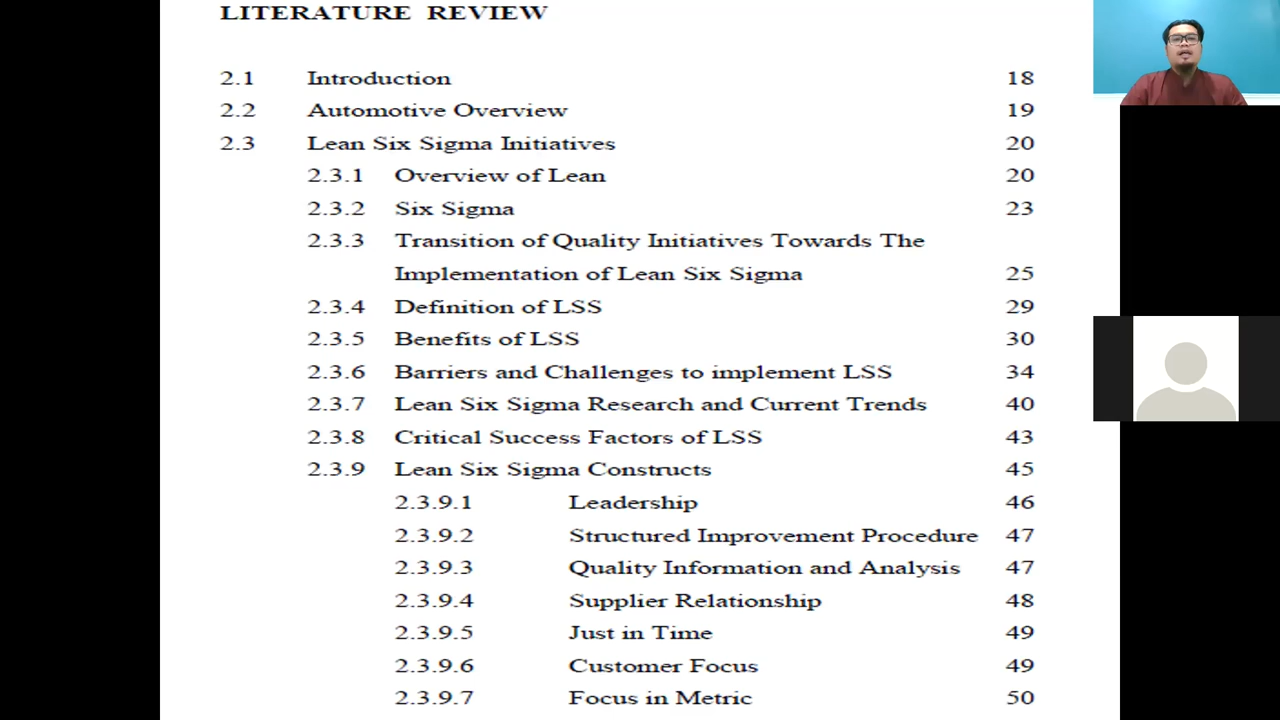 LITERATURE REVIEW
2.1 Introduction 18
2.2 Automotive Overview 19
2.3 Lean Six Sigma Initiatives 20
2.3.1 Overview of Lean 20
2.3.2 Six Sigma 23
2.3.3 Transition of Quality Initiatives Towards The
Implementation of Lean Six Sigma 25
2.3.4 Definition of LSS 29
2.3.5 Benefits of LSS 30
2.3.6 Barriers and Challenges to implement LSS 34
2.3.7 Lean Six Sigma Research and Current Trends 40
2.3.8 Critical Success Factors of LSS 43
2.3.9 Lean Six Sigma Constructs 45
2.3.9.1 Leadership 46
2.3.9.2 Structured Improvement Procedure 47
2.3.9.3 Quality Information and Analysis 47
2.3.9.4 Supplier Relationship 48
2.3.9.5 Just in Time 49
2.3.9.6 Customer Focus 49
2.3.9.7 Focus in Metric 50